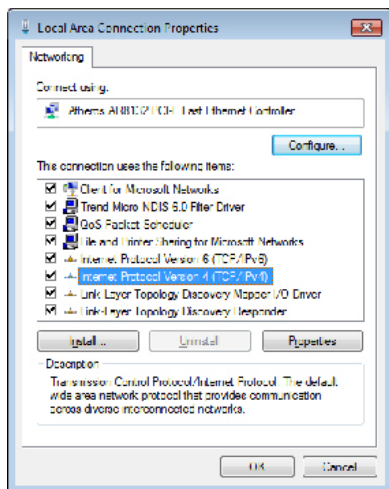 Local Area Connection Properties
Networking
Connect using:
Atheros AR8132 PCI-E Fast Ethernet Controller
Configure...
This connection uses the following items:
Client for Microsoft Networks
Trend Micro NDIS 6.0 Filter Driver
QoS Packet Scheduler
File and Printer Sharing for Microsoft Networks
Internet Protocol Version 6 (TCP/IPv6)
Internet Protocol Version 4 (TCP/IPv4)
Link-Layer Topology Discovery Mapper I/O Driver
Link-Layer Topology Discovery Responder
Install...
Uninstall
Properties
Description
Transmission Control Protocol/Internet Protocol. The default
wide area network protocol that provides communication
across diverse interconnected networks.
OK
Cancel